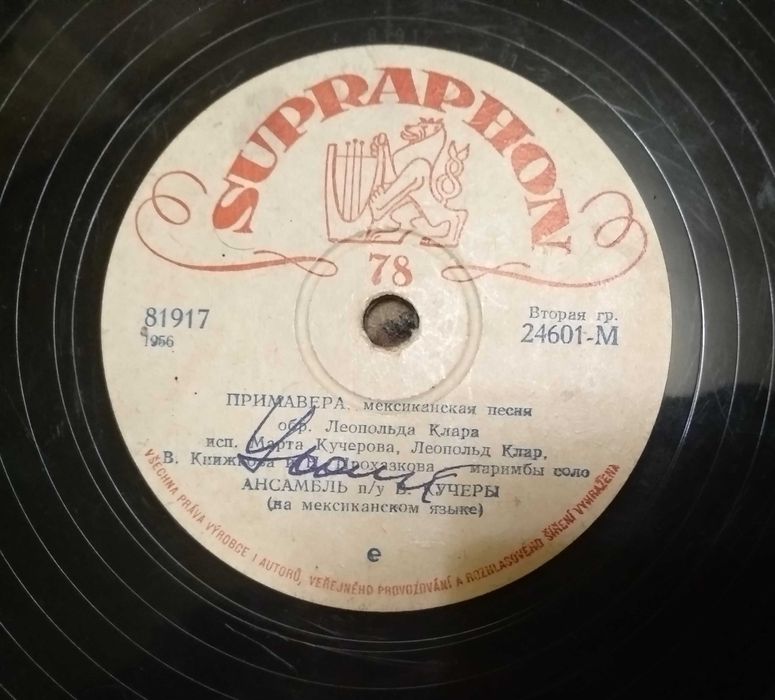 SUPRAPHON
78
81917
1956
Вторая гр.
24601-М
ПРИМАВЕРА, мексиканская песня
обр. Леопольда Клара
исп. Марта Кучерова, Леопольд Клар,
В. Книжкова и Прохазкова маримбы соло
АНСАМБЛЬ п/у В. КУЧЕРЫ
(на мексиканском языке)
е
VŠECHNA PRÁVA VÝROBCE I AUTORŮ, VEŘEJNÉHO PROVOZOVÁNÍ A ROZHLASOVÉHO ŠÍŘENÍ VYHRAŽENA